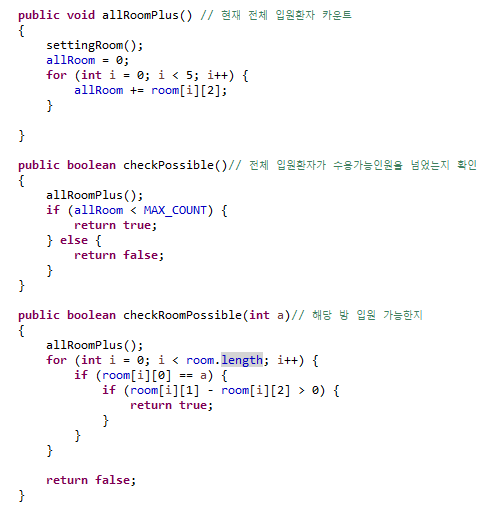 public void allRoomPlus() // 현재 전체 입원환자 카운트
{
    settingRoom();
    allRoom = 0;
    for (int i = 0; i < 5; i++) {
        allRoom += room[i][2];
    }

}

public boolean checkPossible()// 전체 입원환자가 수용가능인원을 넘었는지 확인
{
    allRoomPlus();
    if (allRoom < MAX_COUNT) {
        return true;
    } else {
        return false;
    }
}

public boolean checkRoomPossible(int a)// 해당 방 입원 가능한지
{
    allRoomPlus();
    for (int i = 0; i < room.length; i++) {
        if (room[i][0] == a) {
            if (room[i][1] - room[i][2] > 0) {
                return true;
            }
        }
    }

    return false;
}